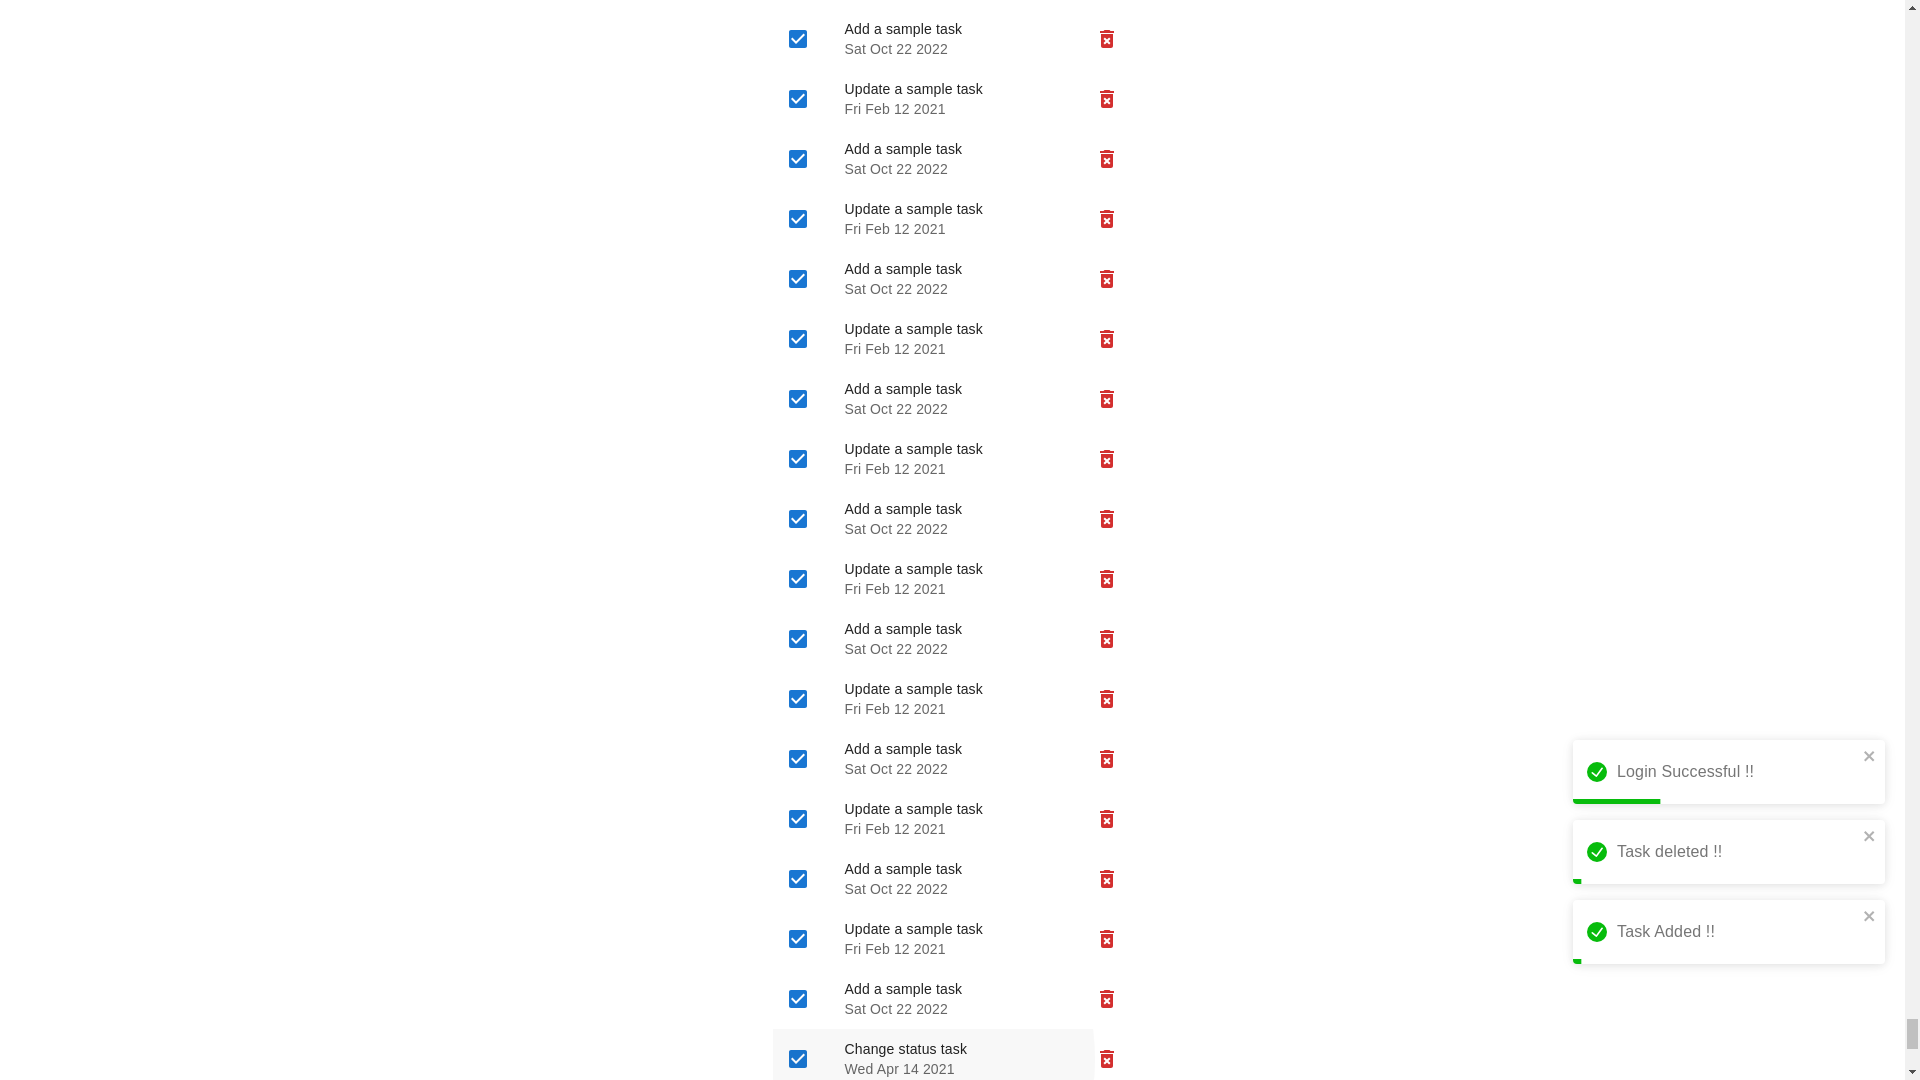 Add a sample task
Sat Oct 22 2022
Update a sample task
Fri Feb 12 2021
Add a sample task
Sat Oct 22 2022
Update a sample task
Fri Feb 12 2021
Add a sample task
Sat Oct 22 2022
Update a sample task
Fri Feb 12 2021
Add a sample task
Sat Oct 22 2022
Update a sample task
Fri Feb 12 2021
Add a sample task
Sat Oct 22 2022
Update a sample task
Fri Feb 12 2021
Add a sample task
Sat Oct 22 2022
Update a sample task
Fri Feb 12 2021
Add a sample task
Sat Oct 22 2022
Update a sample task
Fri Feb 12 2021
Add a sample task
Sat Oct 22 2022
Update a sample task
Fri Feb 12 2021
Add a sample task
Sat Oct 22 2022
Change status task
Wed Apr 14 2021
Login Successful !!
Task deleted !!
Task Added !!